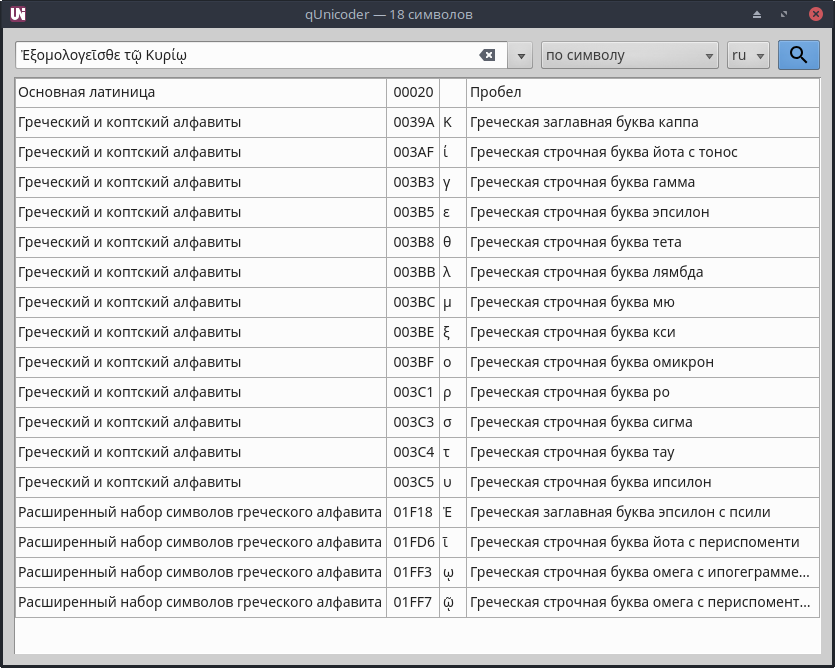 UNi qUnicoder — 18 символов
Ἐξομολογεῖσθε τῷ Κυρίῳ по символу ru
Основная латиница 00020 Пробел
Греческий и коптский алфавиты 0039A Κ Греческая заглавная буква каппа
Греческий и коптский алфавиты 003AF ί Греческая строчная буква йота с тонос
Греческий и коптский алфавиты 003B3 γ Греческая строчная буква гамма
Греческий и коптский алфавиты 003B5 ε Греческая строчная буква эпсилон
Греческий и коптский алфавиты 003B8 θ Греческая строчная буква тета
Греческий и коптский алфавиты 003BB λ Греческая строчная буква лямбда
Греческий и коптский алфавиты 003BC μ Греческая строчная буква мю
Греческий и коптский алфавиты 003BE ξ Греческая строчная буква кси
Греческий и коптский алфавиты 003BF ο Греческая строчная буква омикрон
Греческий и коптский алфавиты 003C1 ρ Греческая строчная буква ро
Греческий и коптский алфавиты 003C3 σ Греческая строчная буква сигма
Греческий и коптский алфавиты 003C4 τ Греческая строчная буква тау
Греческий и коптский алфавиты 003C5 υ Греческая строчная буква ипсилон
Расширенный набор символов греческого алфавита 01F18 Ἐ Греческая заглавная буква эпсилон с псили
Расширенный набор символов греческого алфавита 01FD6 ῖ Греческая строчная буква йота с периспоменти
Расширенный набор символов греческого алфавита 01FF3 ῳ Греческая строчная буква омега с ипогеграмме...
Расширенный набор символов греческого алфавита 01FF7 ῷ Греческая строчная буква омега с периспомент...